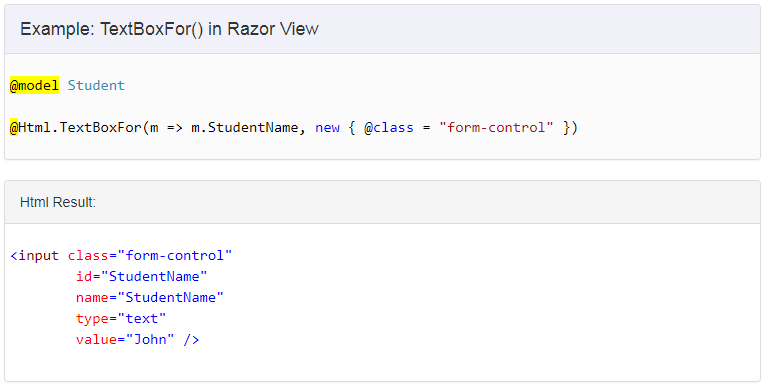 Example: TextBoxFor() in Razor View
@model Student
@Html.TextBoxFor(m => m.StudentName, new { @class = "form-control" })
Html Result:
<input class="form-control"
id="StudentName"
name="StudentName"
type="text"
value="John" />